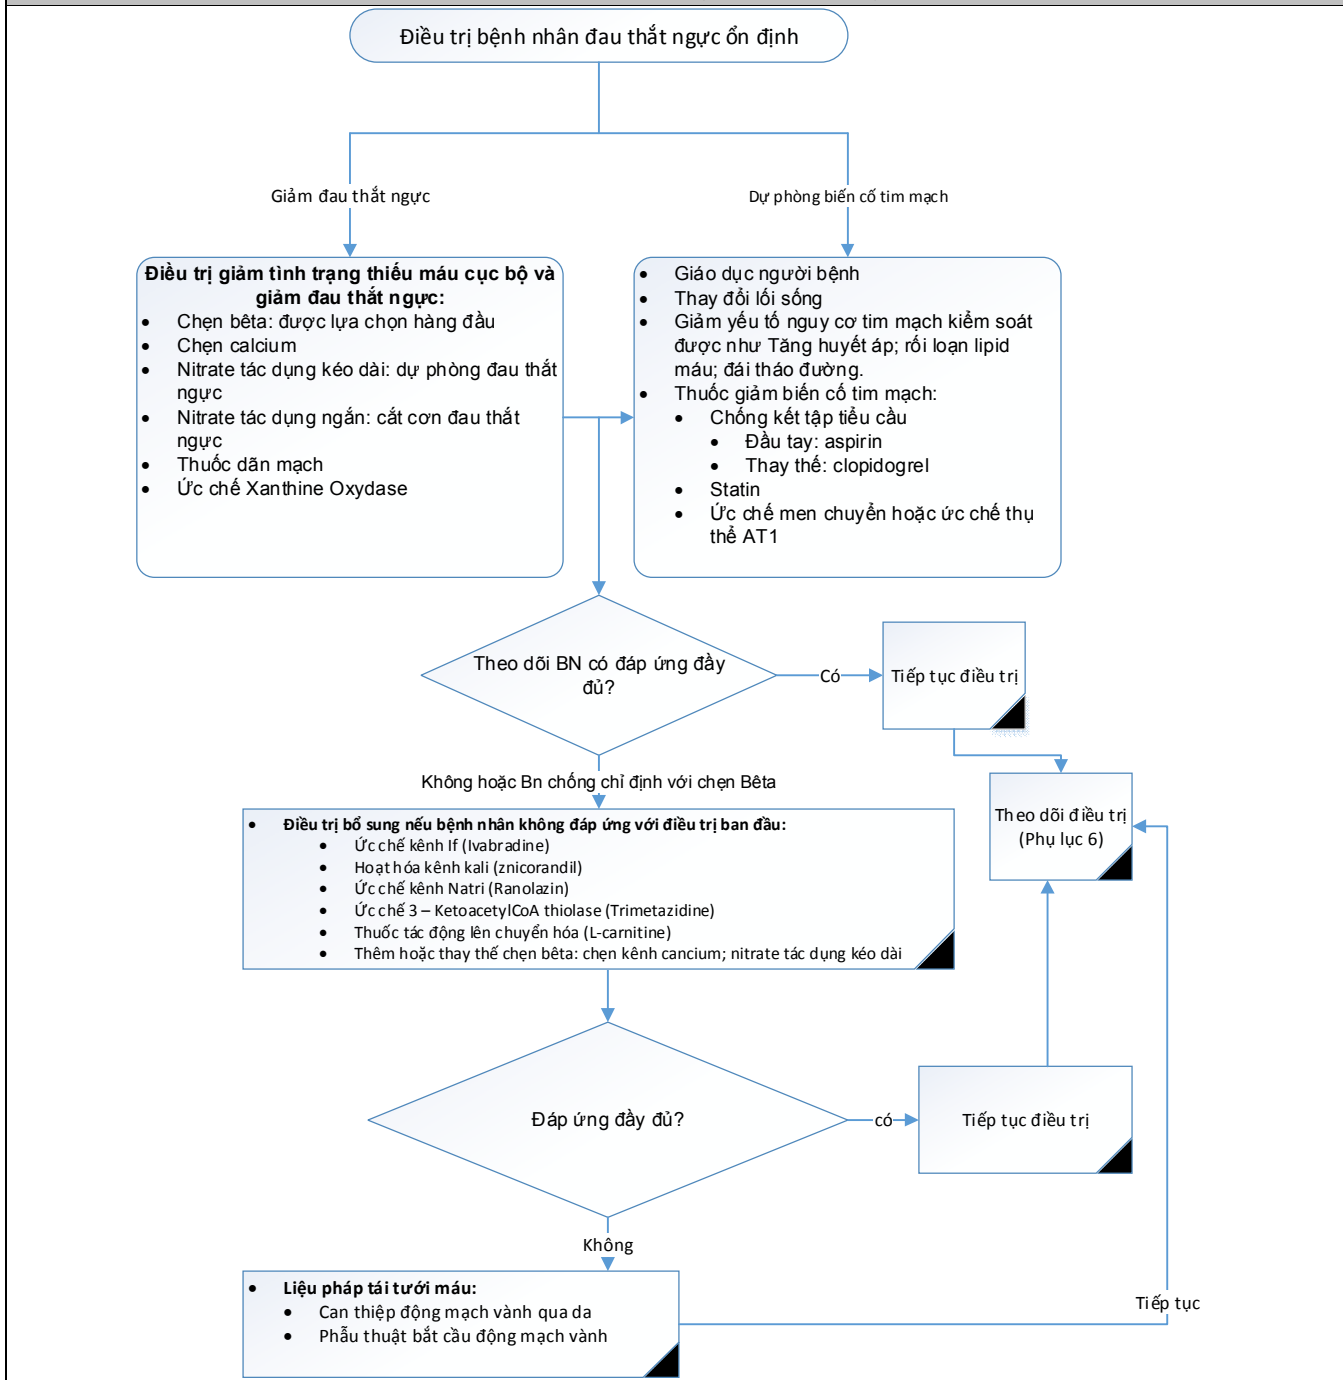 Điều trị bệnh nhân đau thắt ngực ổn định
Giảm đau thắt ngực
Dự phòng biến cố tim mạch
Điều trị giảm tình trạng thiếu máu cục bộ và
giảm đau thắt ngực:
• Chẹn bêta: được lựa chọn hàng đầu
• Chẹn calcium
• Nitrate tác dụng kéo dài: dự phòng đau thắt
ngực
• Nitrate tác dụng ngắn: cắt cơn đau thắt
ngực
• Thuốc dãn mạch
• Ức chế Xanthine Oxydase
• Giáo dục người bệnh
• Thay đổi lối sống
• Giảm yếu tố nguy cơ tim mạch kiểm soát
được như Tăng huyết áp; rối loạn lipid
máu; đái tháo đường.
• Thuốc giảm biến cố tim mạch:
• Chống kết tập tiểu cầu
• Đầu tay: aspirin
• Thay thế: clopidogrel
• Statin
• Ức chế men chuyển hoặc ức chế thụ
thể AT1
Theo dõi BN có đáp ứng đầy
đủ?
Có
Tiếp tục điều trị
Không hoặc Bn chống chỉ định với chẹn Bêta
Theo dõi điều trị
(Phụ lục 6)
• Điều trị bổ sung nếu bệnh nhân không đáp ứng với điều trị ban đầu:
• Ức chế kênh If (Ivabradine)
• Hoạt hóa kênh kali (znicorandil)
• Ức chế kênh Natri (Ranolazin)
• Ức chế 3 – KetoacetylCoA thiolase (Trimetazidine)
• Thuốc tác động lên chuyển hóa (L-carnitine)
• Thêm hoặc thay thế chẹn bêta: chẹn kênh cancium; nitrate tác dụng kéo dài
Đáp ứng đầy đủ?
có
Tiếp tục điều trị
Không
• Liệu pháp tái tưới máu:
• Can thiệp động mạch vành qua da
• Phẫu thuật bắt cầu động mạch vành
Tiếp tục